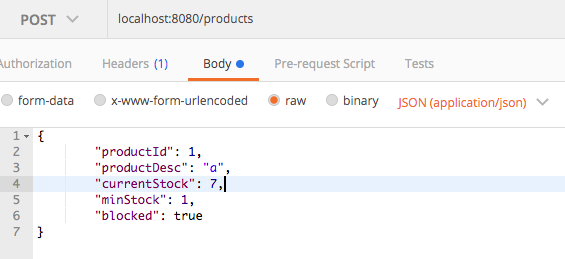 POST localhost:8080/products
Authorization Headers (1) Body Pre-request Script Tests
form-data x-www-form-urlencoded raw binary JSON (application/json)
1 {
2 "productId": 1,
3 "productDesc": "a",
4 "currentStock": 7,
5 "minStock": 1,
6 "blocked": true
7 }